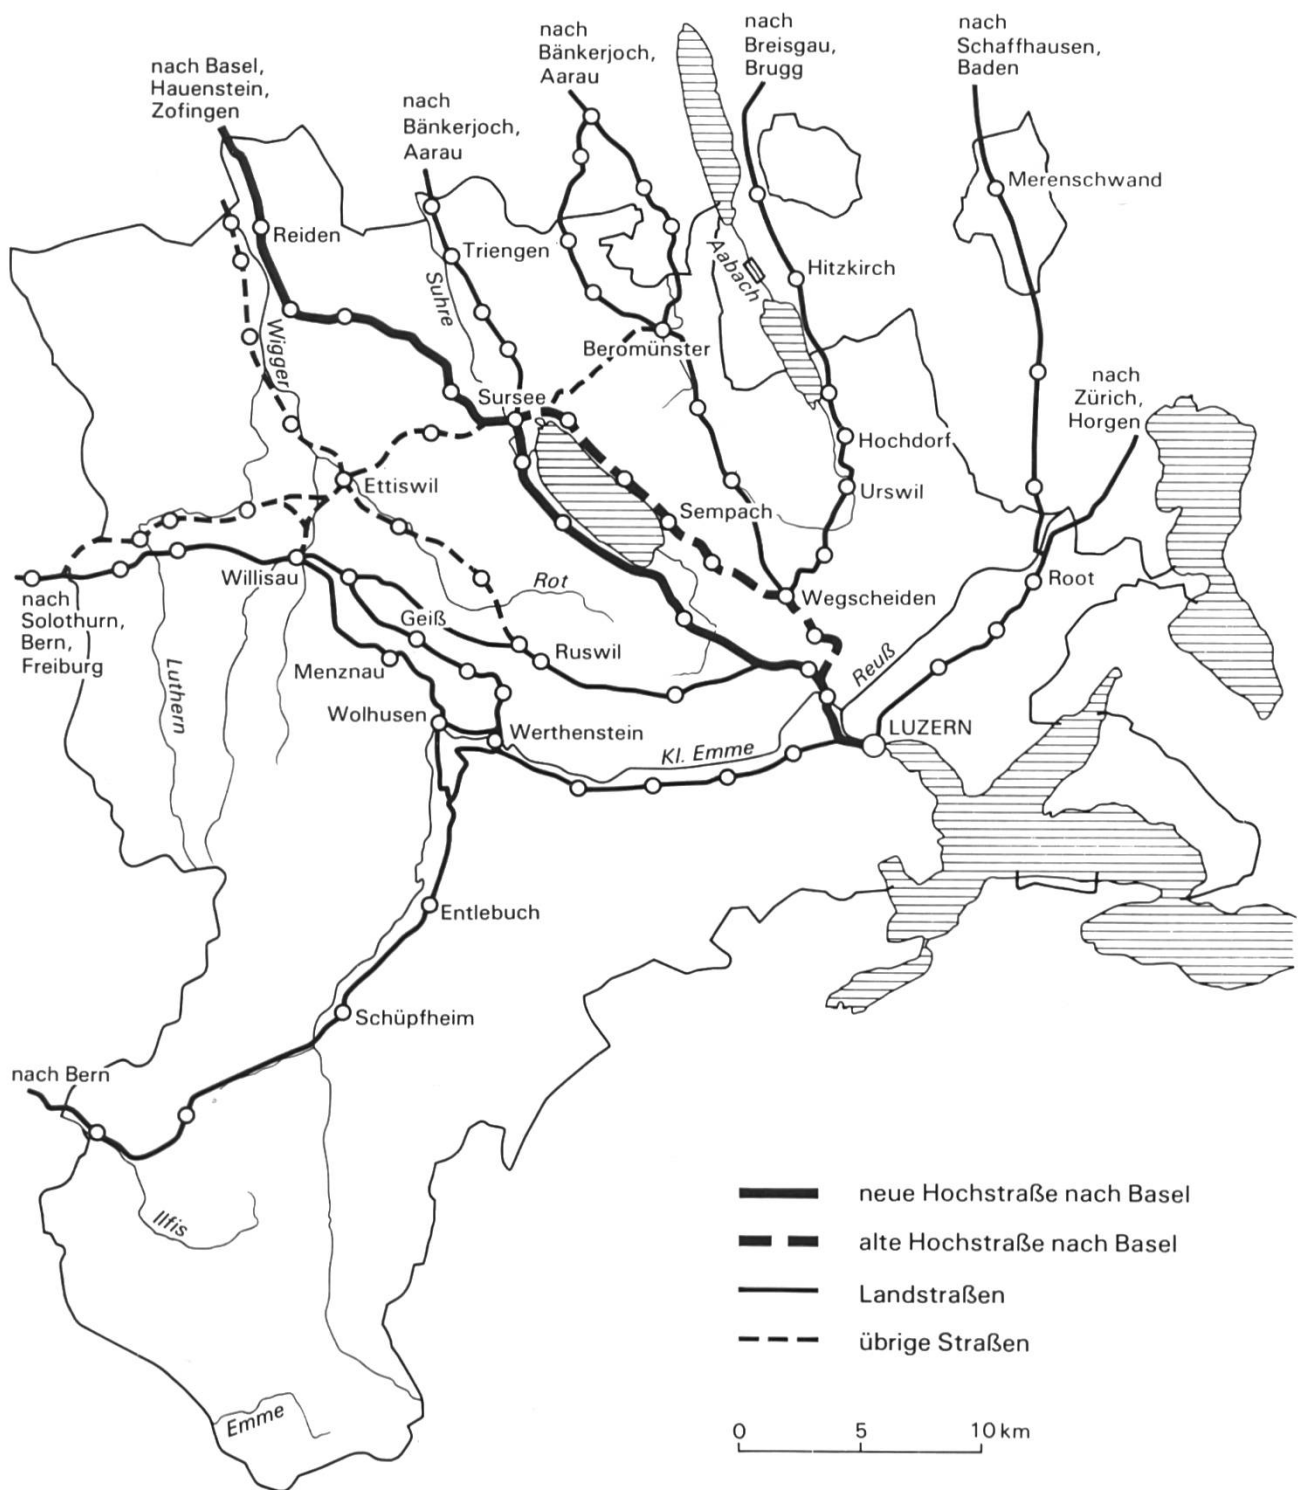 nach Basel,
Hauenstein,
Zofingen
nach
Bänkerjoch,
Aarau
nach
Bänkerjoch,
Aarau
nach
Breisgau,
Brugg
nach
Schaffhausen,
Baden
Merenschwand
Reiden
Triengen
Suhre
Aabach
Hitzkirch
Wigger
Beromünster
nach
Zürich,
Horgen
Sursee
Hochdorf
Ettiswil
Urswil
Sempach
Willisau
Rot
Wegscheiden
Root
nach
Solothurn,
Bern,
Freiburg
Geiß
Ruswil
Luthern
Menznau
Reuß
Wolhusen
Werthenstein
Kl. Emme
LUZERN
Entlebuch
Schüpfheim
nach Bern
Ilfis
Emme
neue Hochstraße nach Basel
alte Hochstraße nach Basel
Landstraßen
übrige Straßen
0 5 10 km